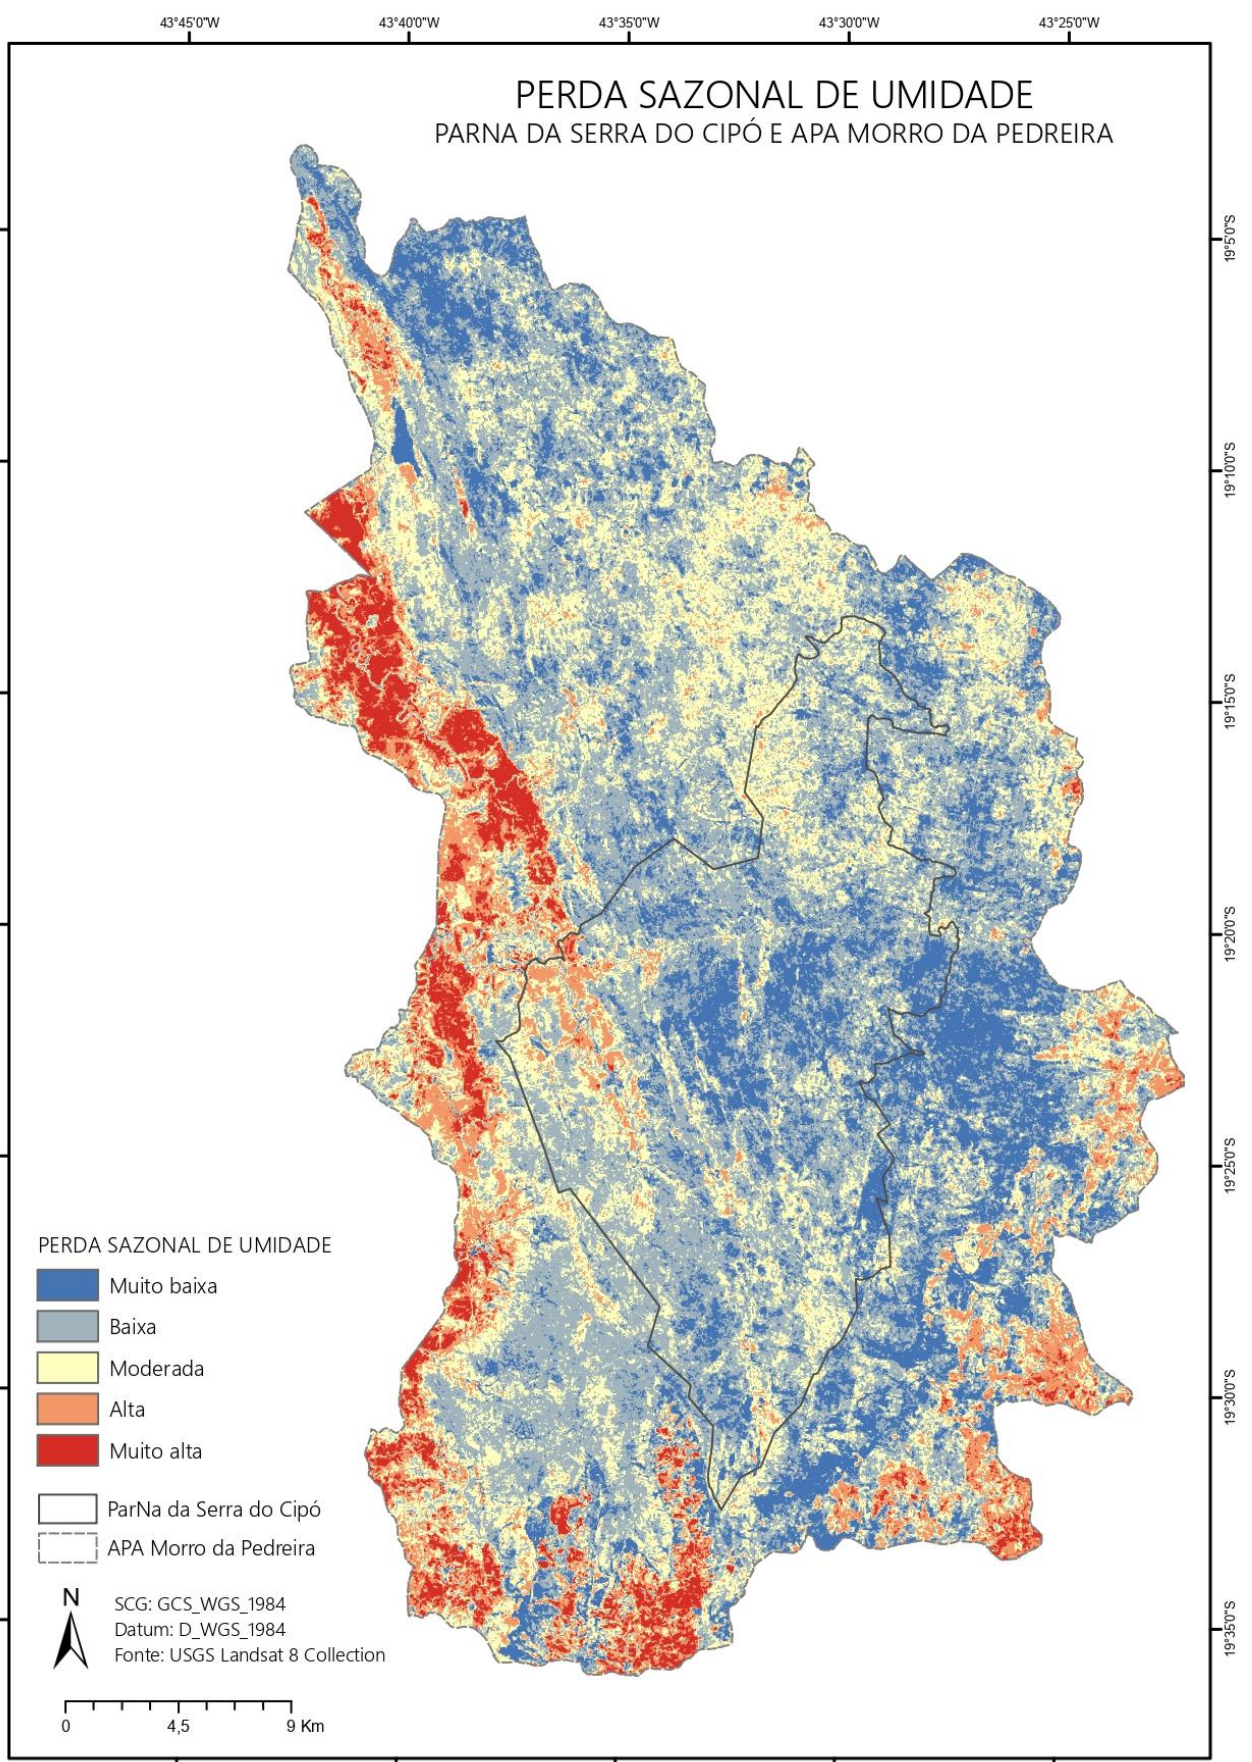 43°45'0"W
43°40'0"W
43°35'0"W
43°30'0"W
43°25'0"W
PERDA SAZONAL DE UMIDADE
PARNA DA SERRA DO CIPÓ E APA MORRO DA PEDREIRA
19°5'0"S
19°10'0"S
19°15'0"S
19°20'0"S
19°25'0"S
19°30'0"S
19°35'0"S
PERDA SAZONAL DE UMIDADE
Muito baixa
Baixa
Moderada
Alta
Muito alta
ParNa da Serra do Cipó
APA Morro da Pedreira
N
SCG: GCS_WGS_1984
Datum: D_WGS_1984
Fonte: USGS Landsat 8 Collection
0 4,5 9 Km